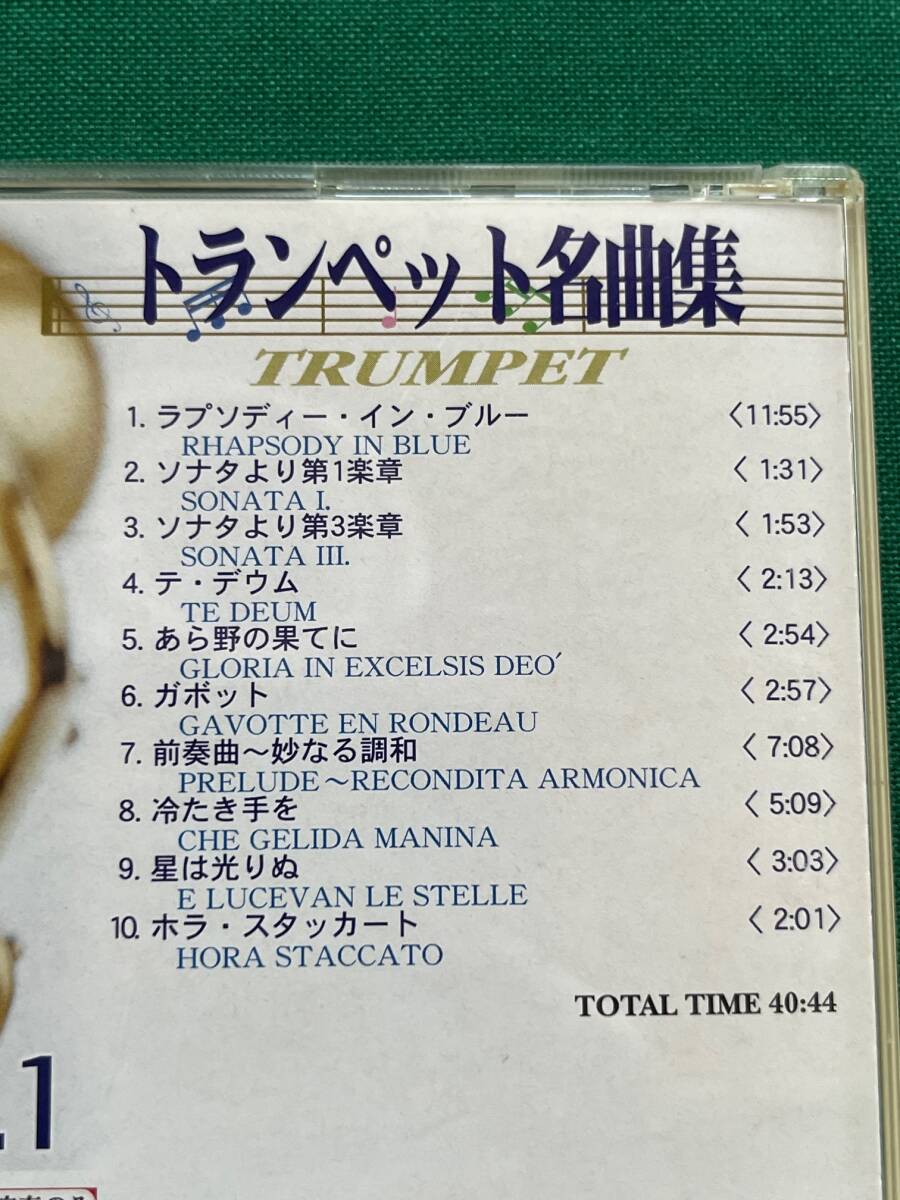 トランペット名曲集
TRUMPET
1. ラプソディー・イン・ブルー 〈11:55〉
RHAPSODY IN BLUE
2. ソナタより第1楽章 〈 1:31〉
SONATA I.
3. ソナタより第3楽章 〈 1:53〉
SONATA III.
4. テ・デウム 〈 2:13〉
TE DEUM
5. あら野の果てに 〈 2:54〉
GLORIA IN EXCELSIS DEO′
6. ガボット 〈 2:57〉
GAVOTTE EN RONDEAU
7. 前奏曲～妙なる調和 〈 7:08〉
PRELUDE～RECONDITA ARMONICA
8. 冷たき手を 〈 5:09〉
CHE GELIDA MANINA
9. 星は光りぬ 〈 3:03〉
E LUCEVAN LE STELLE
10. ホラ・スタッカート 〈 2:01〉
HORA STACCATO
TOTAL TIME 40:44
.1